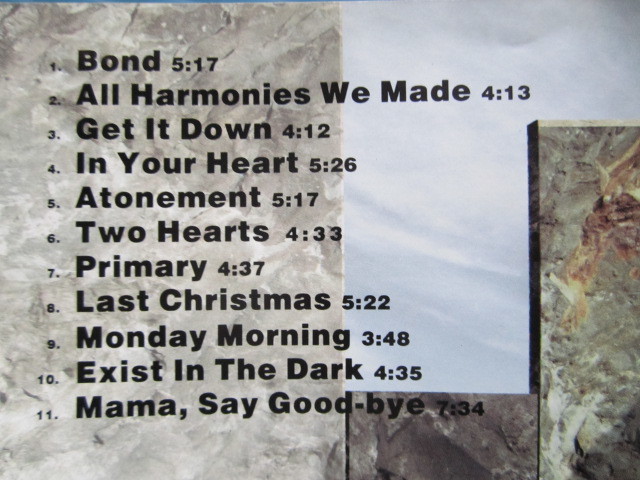 1. Bond 5:17
2. All Harmonies We Made 4:13
3. Get It Down 4:12
4. In Your Heart 5:26
5. Atonement 5:17
6. Two Hearts 4:33
7. Primary 4:37
8. Last Christmas 5:22
9. Monday Morning 3:48
10. Exist In The Dark 4:35
11. Mama, Say Good-bye 7:34